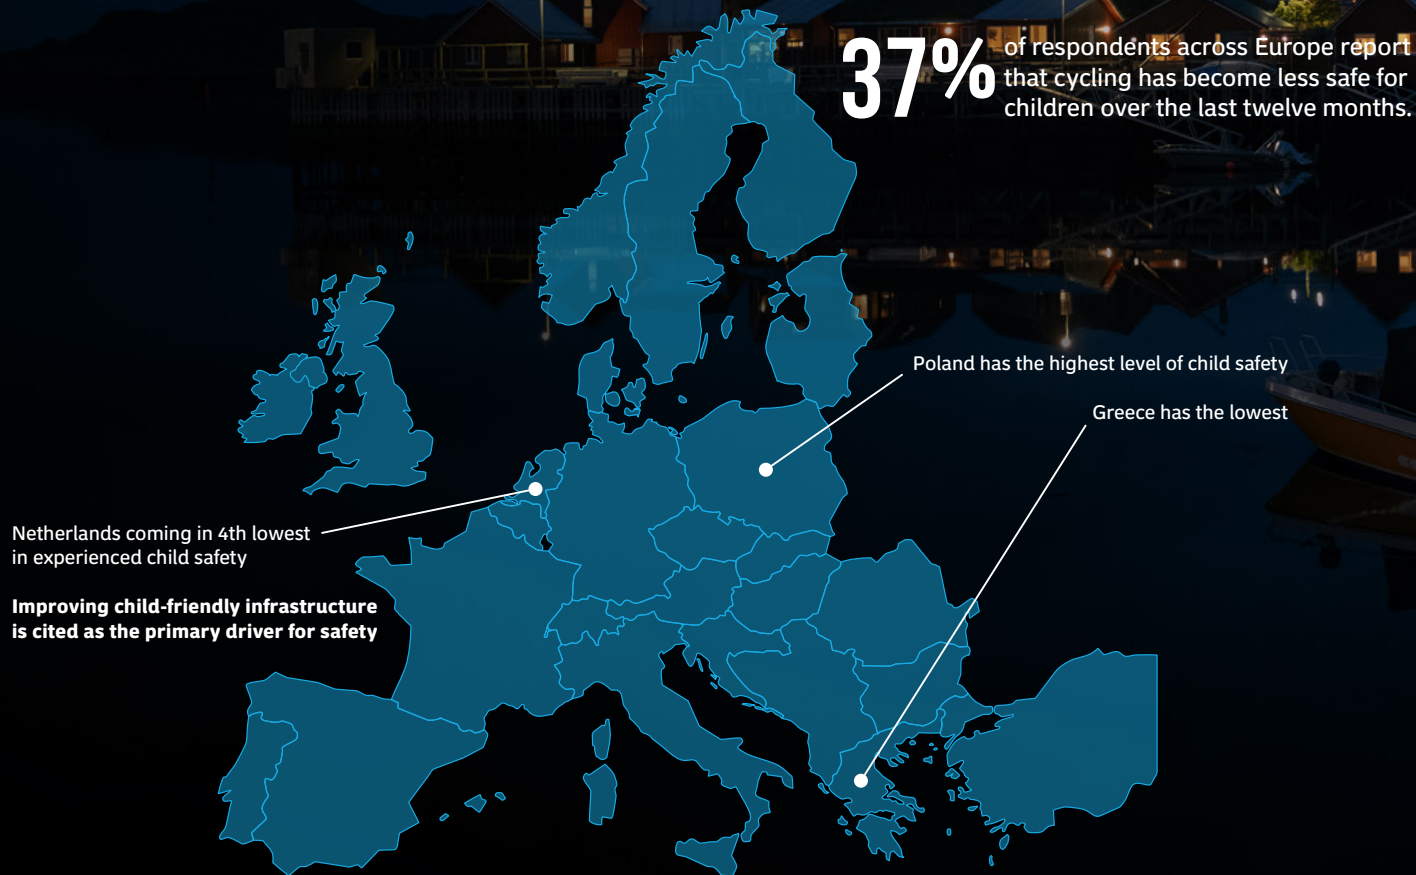 37%
of respondents across Europe report
that cycling has become less safe for
children over the last twelve months.
Poland has the highest level of child safety
Greece has the lowest
Netherlands coming in 4th lowest
in experienced child safety
Improving child-friendly infrastructure
is cited as the primary driver for safety